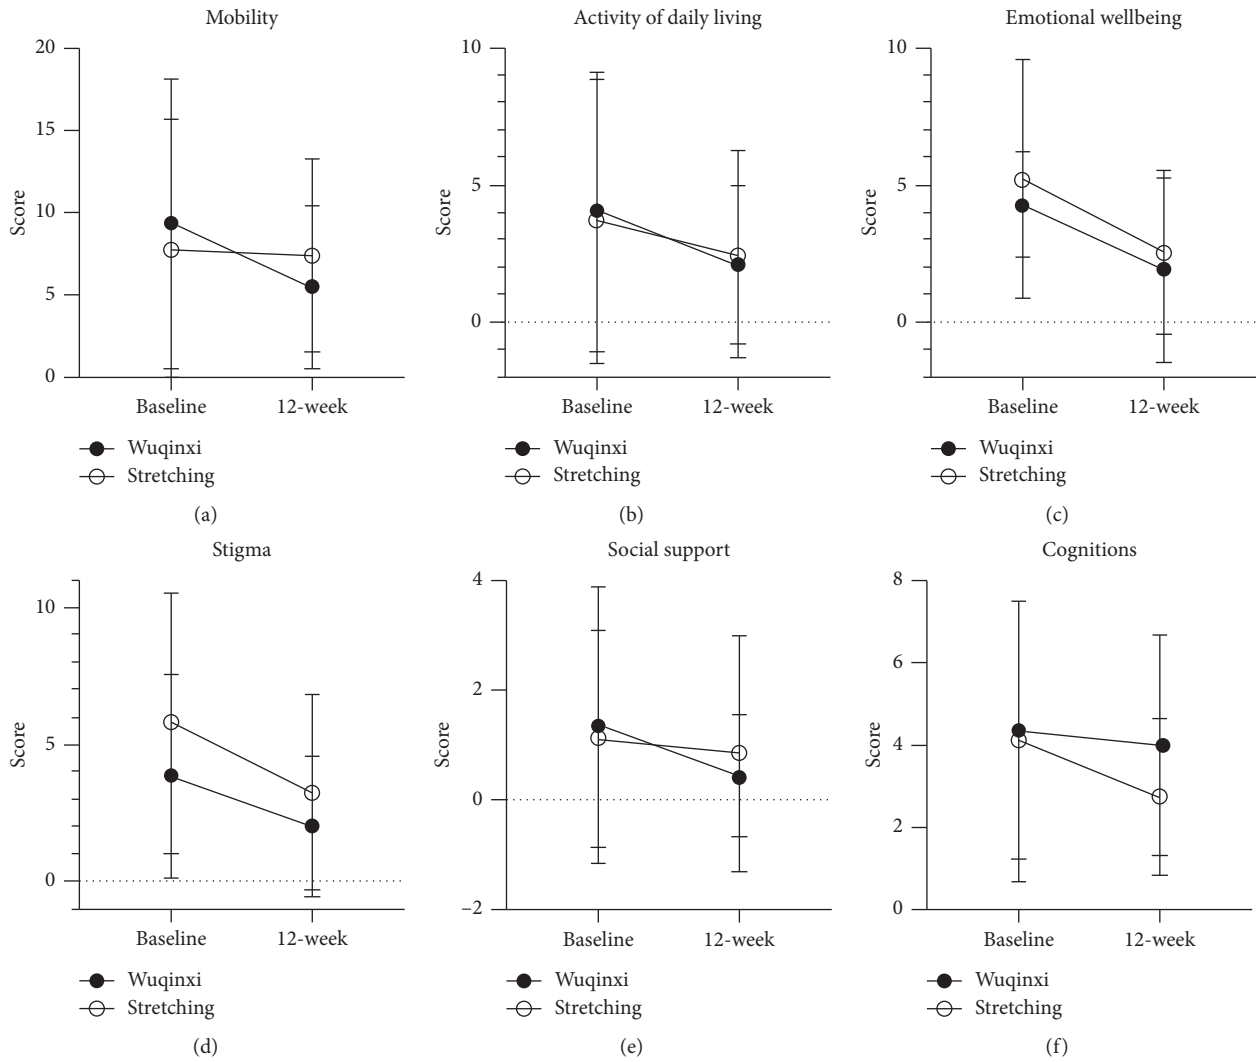 Mobility
20
15
10
5
0
Score
Baseline
12-week
Wuqinxi
Stretching
(a)
Activity of daily living
10
5
0
Score
Baseline
12-week
Wuqinxi
Stretching
(b)
Emotional wellbeing
10
5
0
Score
Baseline
12-week
Wuqinxi
Stretching
(c)
Stigma
10
5
0
Score
Baseline
12-week
Wuqinxi
Stretching
(d)
Social support
4
2
0
−2
Score
Baseline
12-week
Wuqinxi
Stretching
(e)
Cognitions
8
6
4
2
0
Score
Baseline
12-week
Wuqinxi
Stretching
(f)